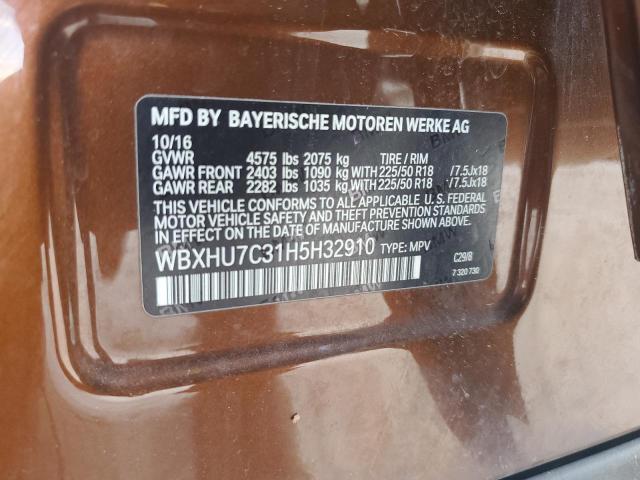 MFD BY BAYERISCHE MOTOREN WERKE AG
10/16
GVWR 4575 lbs 2075 kg TIRE / RIM
GAWR FRONT 2403 lbs 1090 kg WITH 225/50 R18 /7.5Jx18
GAWR REAR 2282 lbs 1035 kg WITH 225/50 R18 /7.5Jx18
THIS VEHICLE CONFORMS TO ALL APPLICABLE U. S. FEDERAL
MOTOR VEHICLE SAFETY AND THEFT PREVENTION STANDARDS
IN EFFECT ON THE DATE OF MANUFACTURE SHOWN ABOVE.
WBXHU7C31H5H32910 TYPE: MPV
C29/8
7 320 730